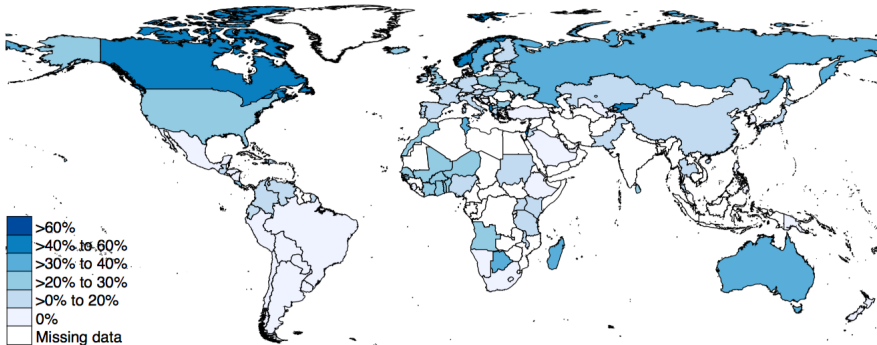 >60%
>40% to 60%
>30% to 40%
>20% to 30%
>0% to 20%
0%
Missing data